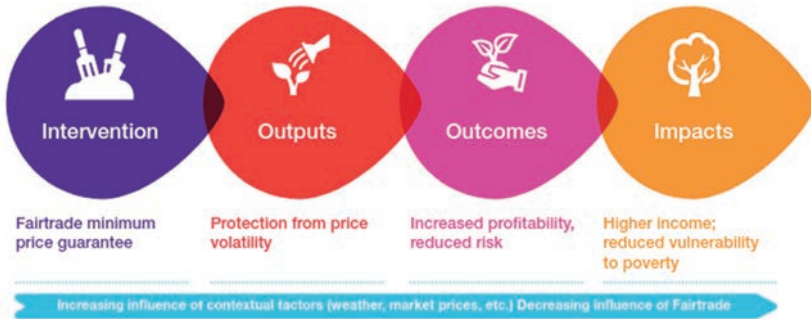 Intervention
Outputs
Outcomes
Impacts
Fairtrade minimum
price guarantee
Protection from price
volatility
Increased profitability,
reduced risk
Higher income;
reduced vulnerability
to poverty
Increasing influence of contextual factors (weather, market prices, etc.) Decreasing influence of Fairtrade